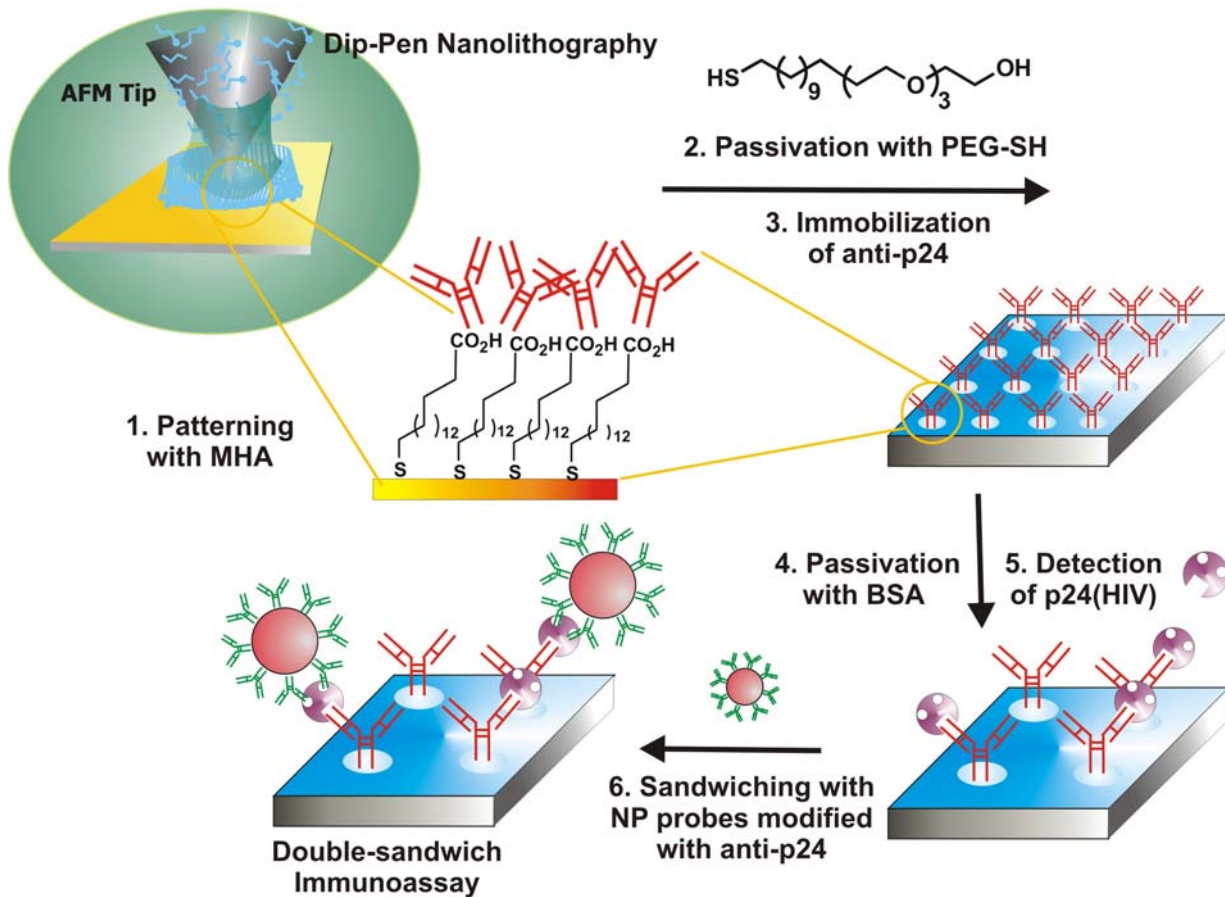 Dip-Pen Nanolithography
AFM Tip
HS
9
O
3
OH
2. Passivation with PEG-SH
3. Immobilization
of anti-p24
CO₂H CO₂H CO₂H CO₂H
12 12 12 12
S S S S
1. Patterning
with MHA
4. Passivation
with BSA
5. Detection
of p24(HIV)
6. Sandwiching with
NP probes modified
with anti-p24
Double-sandwich
Immunoassay